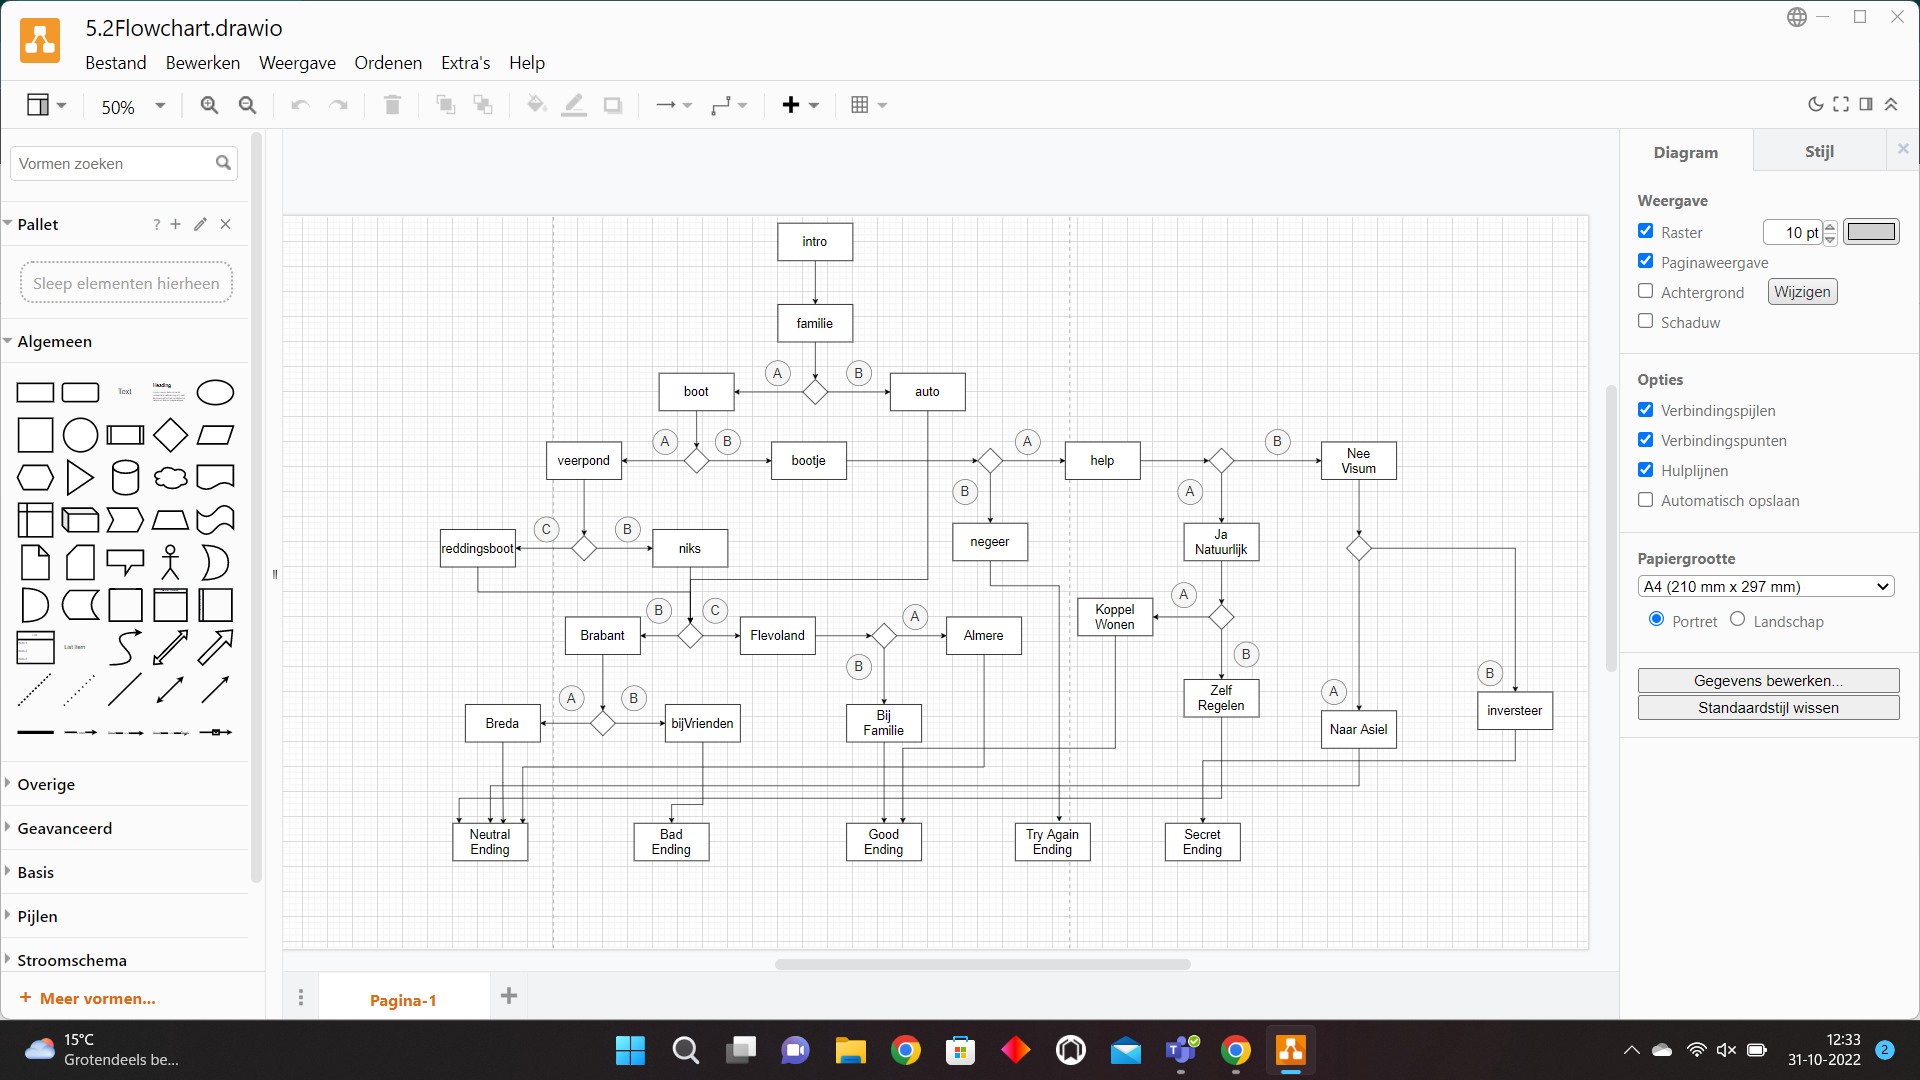 5.2Flowchart.drawio
Bestand Bewerken Weergave Ordenen Extra's Help
50%
Vormen zoeken
Pallet
?
Sleep elementen hierheen
Algemeen
Text
Heading
List Item
Overige
Geavanceerd
Basis
Pijlen
Stroomschema
+ Meer vormen...
intro
familie
A
B
boot
auto
A
B
A
B
veerpond
bootje
help
Nee
Visum
B
A
C
B
reddingsboot
niks
negeer
Ja
Natuurlijk
A
Koppel
Wonen
B
C
A
Brabant
Flevoland
Almere
B
B
B
A
A
B
Breda
bijVrienden
Bij
Familie
Zelf
Regelen
Naar Asiel
inversteer
Neutral
Ending
Bad
Ending
Good
Ending
Try Again
Ending
Secret
Ending
Pagina-1
Diagram Stijl
Weergave
Raster 10 pt
Paginaweergave
Achtergrond Wijzigen
Schaduw
Opties
Verbindingspijlen
Verbindingspunten
Hulplijnen
Automatisch opslaan
Papiergrootte
A4 (210 mm x 297 mm)
Portret Landschap
Gegevens bewerken...
Standaardstijl wissen
15°C
Grotendeels be...
12:33
31-10-2022
2